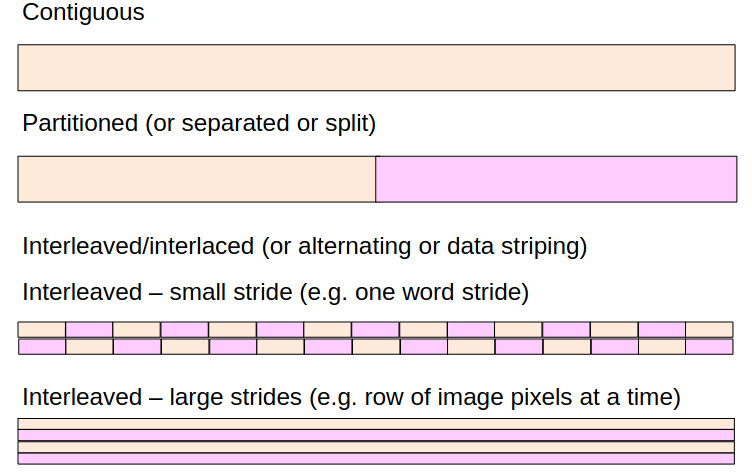 Contiguous
Partitioned (or separated or split)
Interleaved/interlaced (or alternating or data striping)
Interleaved – small stride (e.g. one word stride)
Interleaved – large strides (e.g. row of image pixels at a time)